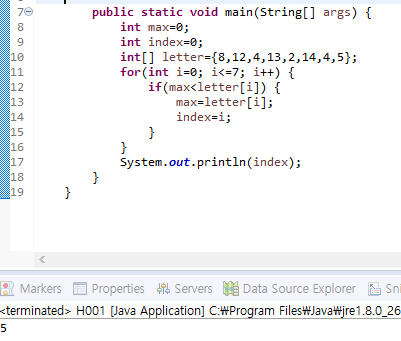 7 public static void main(String[] args) {
8 int max=0;
9 int index=0;
10 int[] letter={8,12,4,13,2,14,4,5};
11 for(int i=0; i<=7; i++) {
12 if(max<letter[i]) {
13 max=letter[i];
14 index=i;
15 }
16 }
17 System.out.println(index);
18 }
19 }
Markers Properties Servers Data Source Explorer Sni
<terminated> H001 [Java Application] C:₩Program Files₩Java₩jre1.8.0_26
5